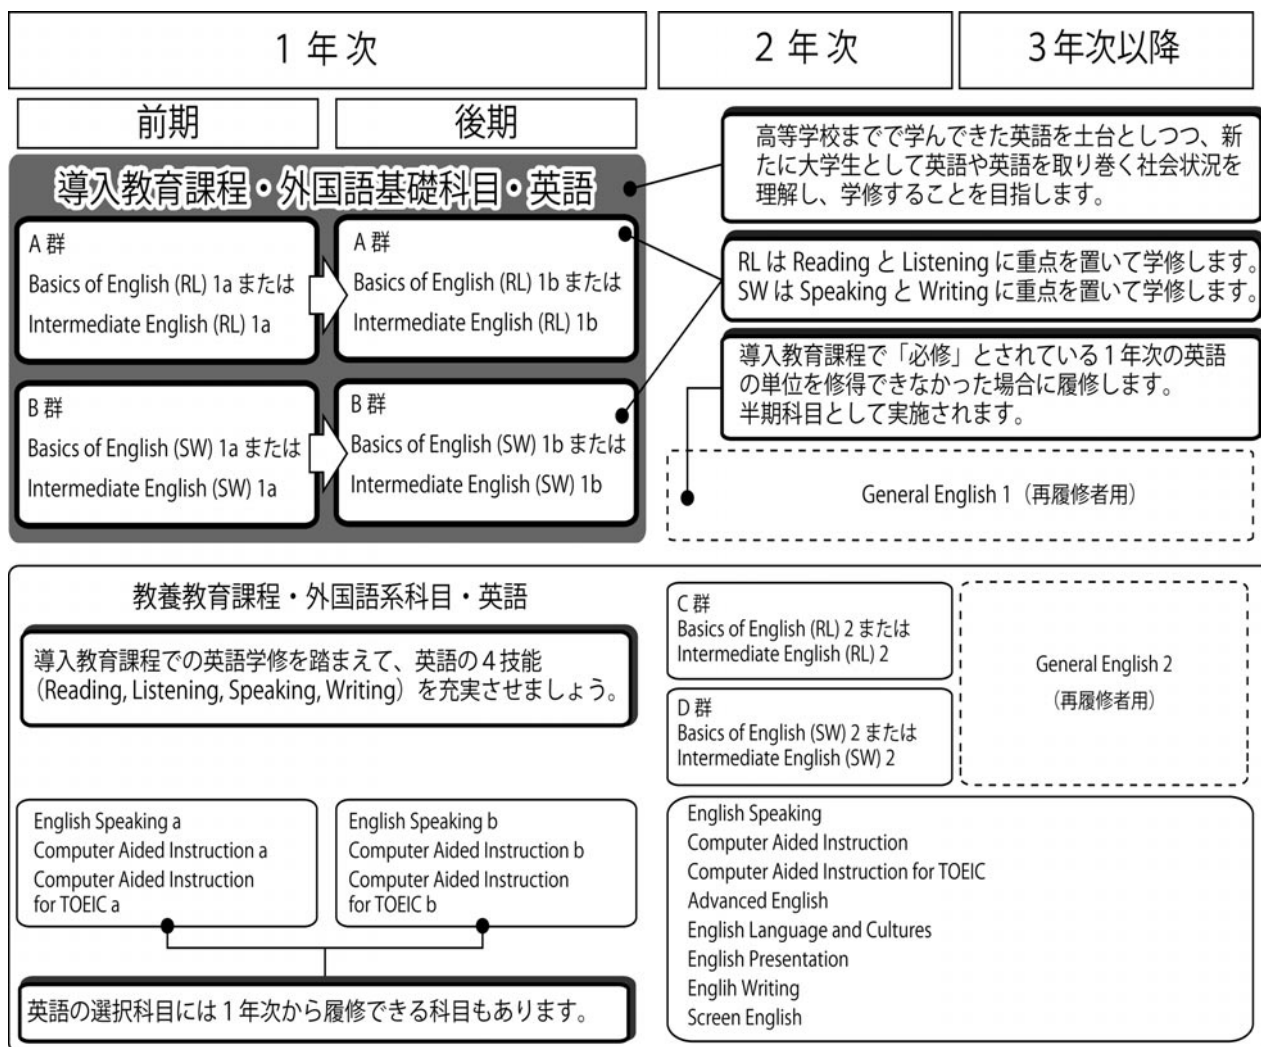 1 年 次
2 年 次
3 年次以降
前期
後期
導入教育課程・外国語基礎科目・英語
A 群
Basics of English (RL) 1a または
Intermediate English (RL) 1a
A 群
Basics of English (RL) 1b または
Intermediate English (RL) 1b
B 群
Basics of English (SW) 1a または
Intermediate English (SW) 1a
B 群
Basics of English (SW) 1b または
Intermediate English (SW) 1b
高等学校までで学んできた英語を土台としつつ、新
たに大学生として英語や英語を取り巻く社会状況を
理解し、学修することを目指します。
RL は Reading と Listening に重点を置いて学修します。
SW は Speaking と Writing に重点を置いて学修します。
導入教育課程で「必修」とされている 1 年次の英語
の単位を修得できなかった場合に履修します。
半期科目として実施されます。
General English 1（再履修者用）
教養教育課程・外国語系科目・英語
導入教育課程での英語学修を踏まえて、英語の 4 技能
（Reading, Listening, Speaking, Writing）を充実させましょう。
C 群
Basics of English (RL) 2 または
Intermediate English (RL) 2
D 群
Basics of English (SW) 2 または
Intermediate English (SW) 2
General English 2
（再履修者用）
English Speaking a
Computer Aided Instruction a
Computer Aided Instruction
for TOEIC a
English Speaking b
Computer Aided Instruction b
Computer Aided Instruction
for TOEIC b
英語の選択科目には 1 年次から履修できる科目もあります。
English Speaking
Computer Aided Instruction
Computer Aided Instruction for TOEIC
Advanced English
English Language and Cultures
English Presentation
Englih Writing
Screen English